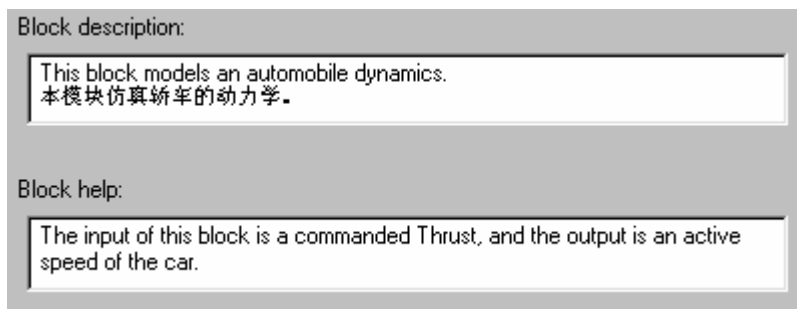 Block description:
This block models an automobile dynamics.
本模块仿真轿车的动力学。
Block help:
The input of this block is a commanded Thrust, and the output is an active
speed of the car.